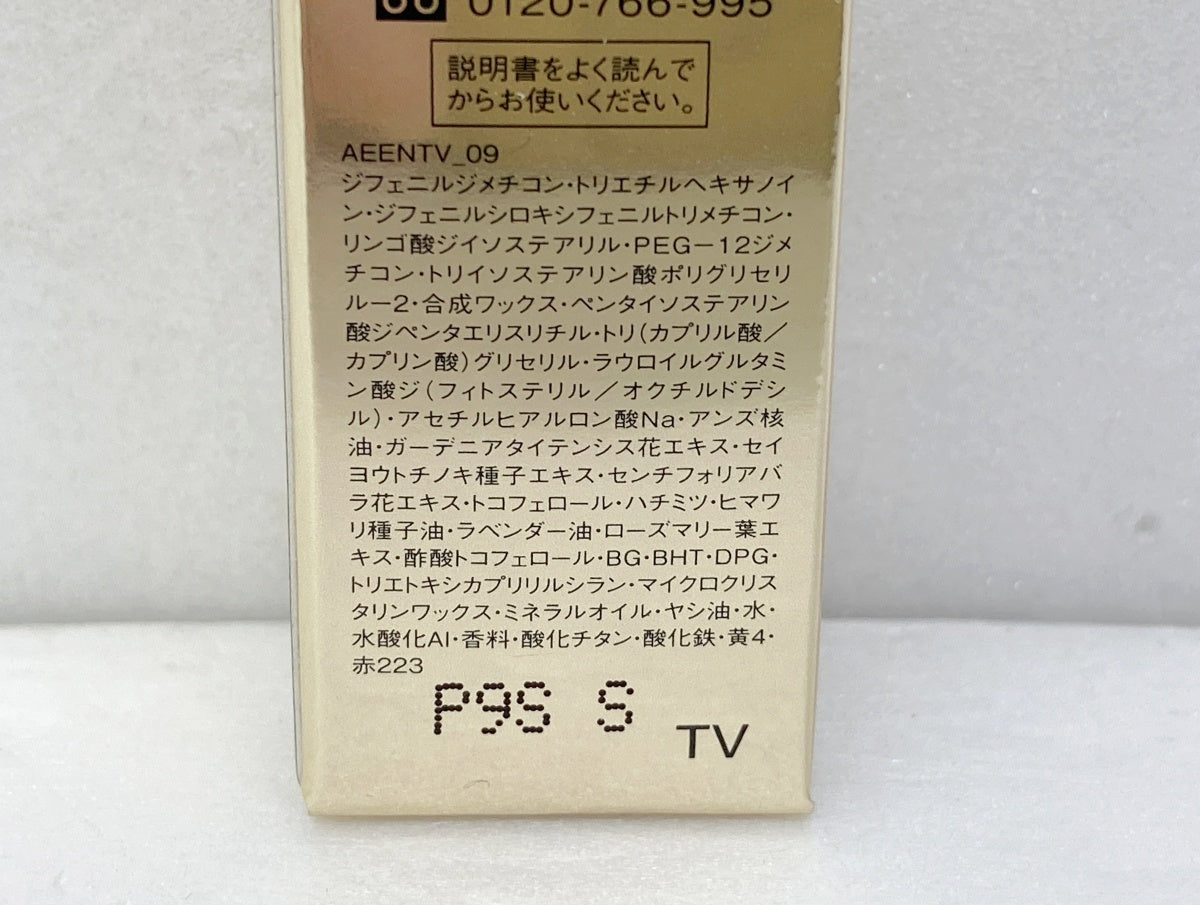 0120-766-995
説明書をよく読んで
からお使いください。
AEENTV_09
ジフェニルジメチコン・トリエチルヘキサノイ
ン・ジフェニルシロキシフェニルトリメチコン・
リンゴ酸ジイソステアリル・PEG−12ジメ
チコン・トリイソステアリン酸ポリグリセリ
ル−2・合成ワックス・ペンタイソステアリン
酸ジペンタエリスリチル・トリ(カプリル酸／
カプリン酸)グリセリル・ラウロイルグルタミ
ン酸ジ(フィトステリル／オクチルドデシ
ル)・アセチルヒアルロン酸Na・アンズ核
油・ガーデニアタイテンシス花エキス・セイ
ヨウトチノキ種子エキス・センチフォリアバ
ラ花エキス・トコフェロール・ハチミツ・ヒマワ
リ種子油・ラベンダー油・ローズマリー葉エ
キス・酢酸トコフェロール・BG・BHT・DPG・
トリエトキシカプリリルシラン・マイクロクリス
タリンワックス・ミネラルオイル・ヤシ油・水・
水酸化Al・香料・酸化チタン・酸化鉄・黄4・
赤223
P9S S
TV